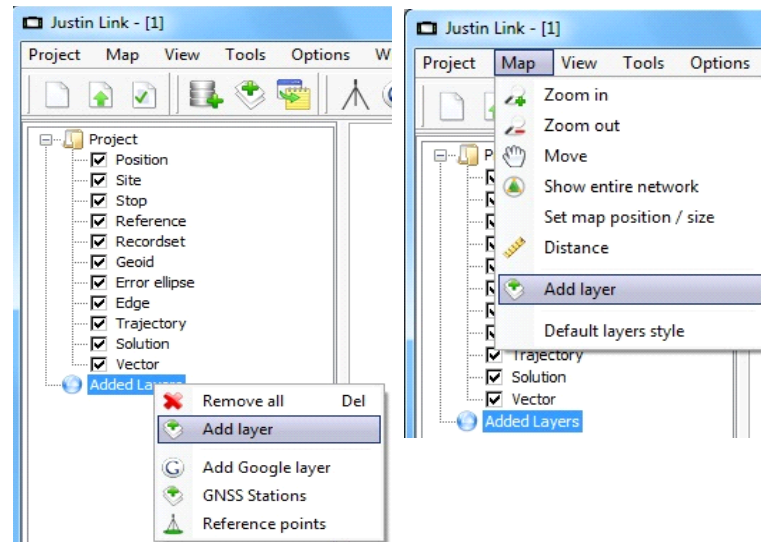 Justin Link - [1]
Project Map View Tools Options W
Project
Position
Site
Stop
Reference
Recordset
Geoid
Error ellipse
Edge
Trajectory
Solution
Vector
Added Layers
Remove all Del
Add layer
Add Google layer
GNSS Stations
Reference points
Justin Link - [1]
Project Map View Tools Options
Zoom in
Zoom out
P
Move
Show entire network
Set map position / size
Distance
Add layer
Default layers style
Trajectory
Solution
Vector
Added Layers